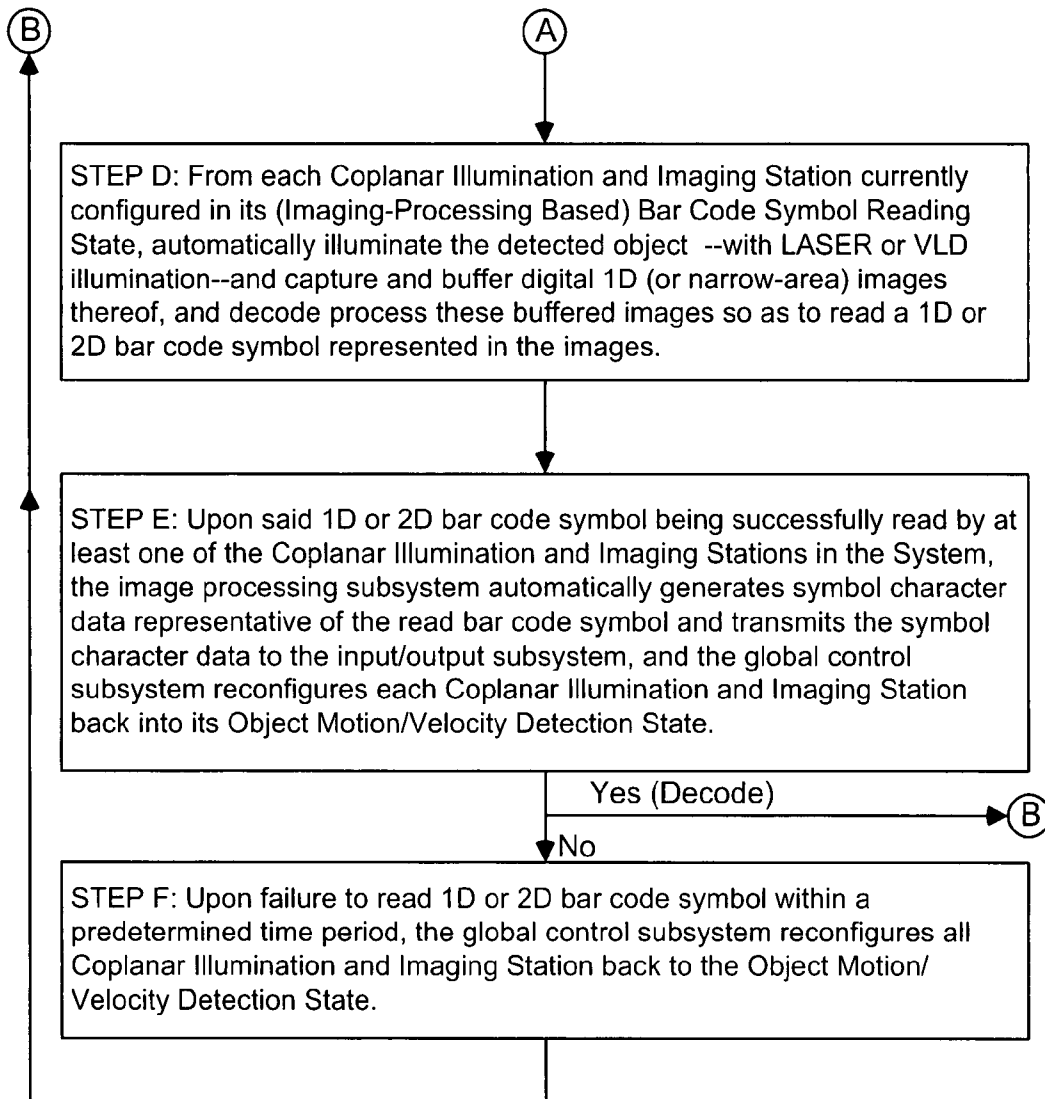 B
A
STEP D: From each Coplanar Illumination and Imaging Station currently
configured in its (Imaging-Processing Based) Bar Code Symbol Reading
State, automatically illuminate the detected object --with LASER or VLD
illumination--and capture and buffer digital 1D (or narrow-area) images
thereof, and decode process these buffered images so as to read a 1D or
2D bar code symbol represented in the images.
STEP E: Upon said 1D or 2D bar code symbol being successfully read by at
least one of the Coplanar Illumination and Imaging Stations in the System,
the image processing subsystem automatically generates symbol character
data representative of the read bar code symbol and transmits the symbol
character data to the input/output subsystem, and the global control
subsystem reconfigures each Coplanar Illumination and Imaging Station
back into its Object Motion/Velocity Detection State.
Yes (Decode)
B
No
STEP F: Upon failure to read 1D or 2D bar code symbol within a
predetermined time period, the global control subsystem reconfigures all
Coplanar Illumination and Imaging Station back to the Object Motion/
Velocity Detection State.